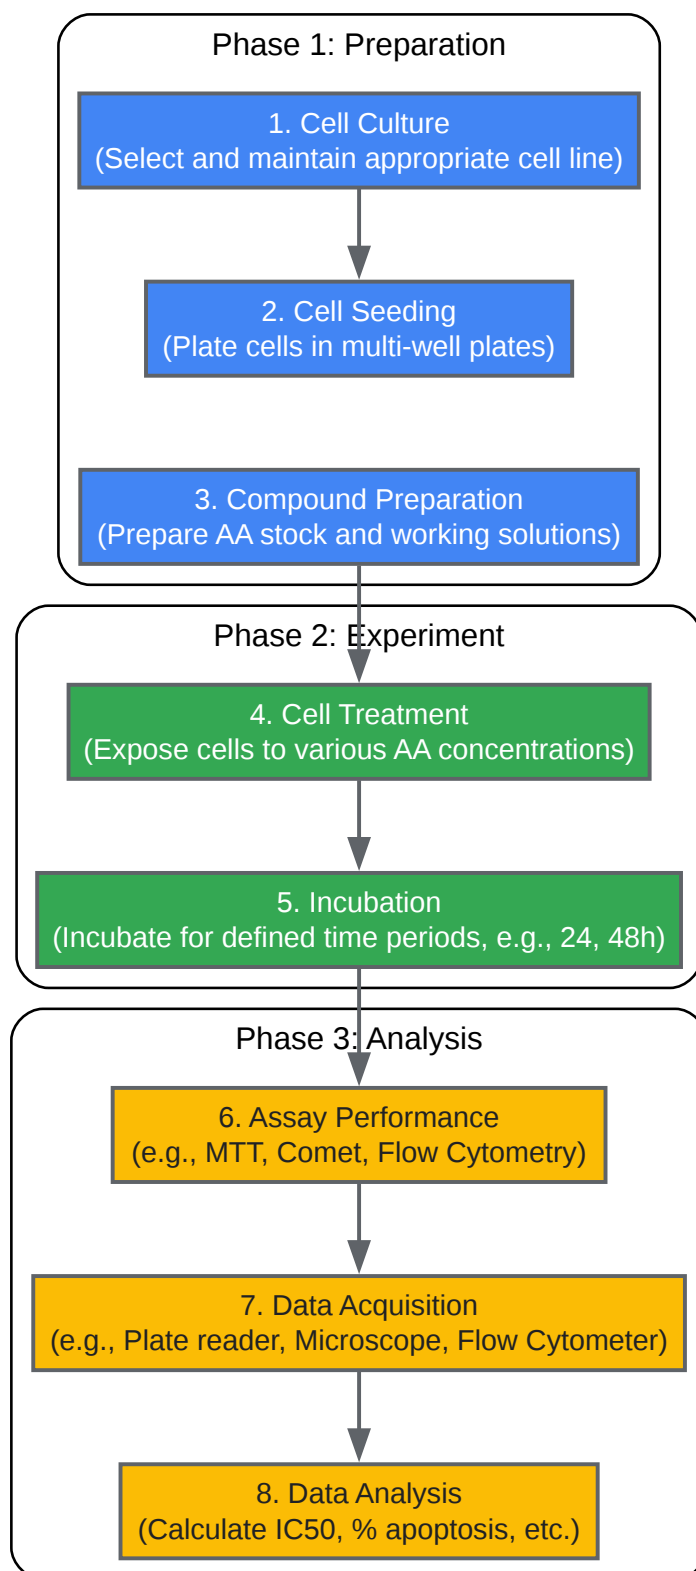 Phase 1: Preparation
1. Cell Culture
(Select and maintain appropriate cell line)
2. Cell Seeding
(Plate cells in multi-well plates)
3. Compound Preparation
(Prepare AA stock and working solutions)
Phase 2: Experiment
4. Cell Treatment
(Expose cells to various AA concentrations)
5. Incubation
(Incubate for defined time periods, e.g., 24, 48h)
Phase 3: Analysis
6. Assay Performance
(e.g., MTT, Comet, Flow Cytometry)
7. Data Acquisition
(e.g., Plate reader, Microscope, Flow Cytometer)
8. Data Analysis
(Calculate IC50, % apoptosis, etc.)